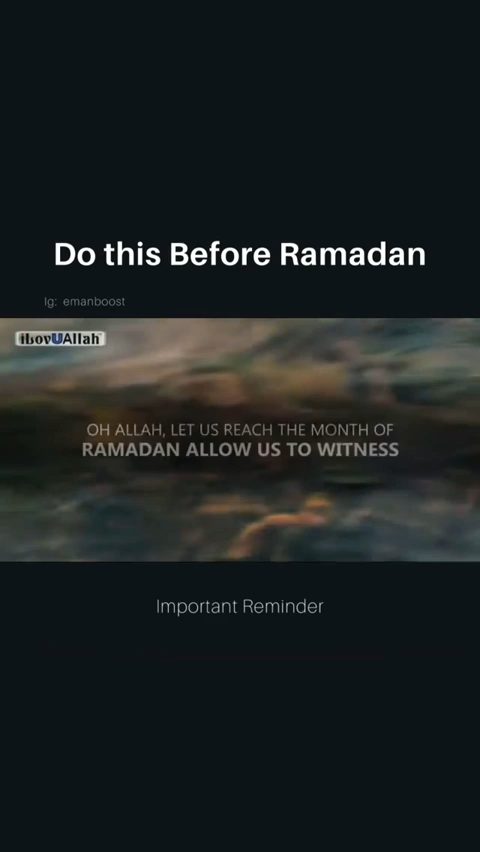 Do this Before Ramadan
Ig: emanboost
iLovUAllah
OH ALLAH, LET US REACH THE MONTH OF
RAMADAN ALLOW US TO WITNESS
Important Reminder